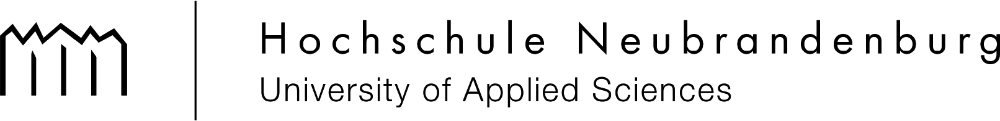 Hochschule Neubrandenburg
University of Applied Sciences